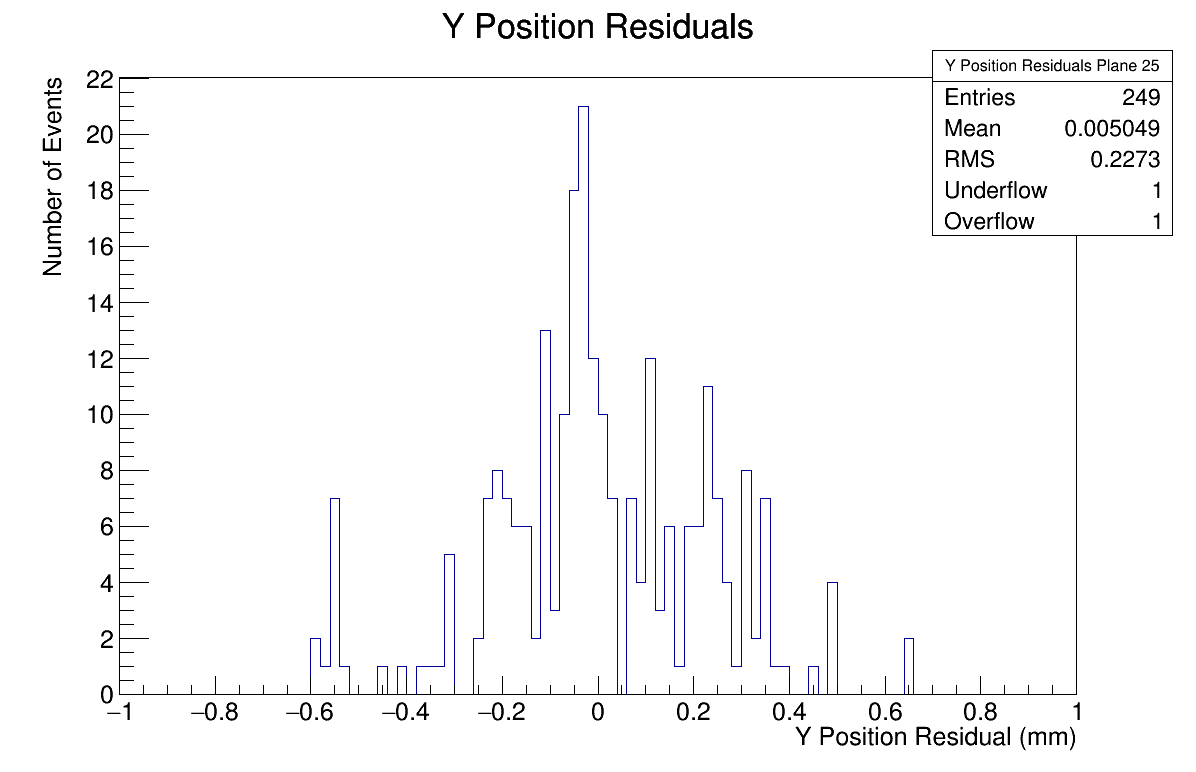 Y Position Residuals
Y Position Residuals Plane 25
Entries 249
Mean 0.005049
RMS 0.2273
Underflow 1
Overflow 1
Number of Events
22
20
18
16
14
12
10
8
6
4
2
0
−1 −0.8 −0.6 −0.4 −0.2 0 0.2 0.4 0.6 0.8 1
Y Position Residual (mm)